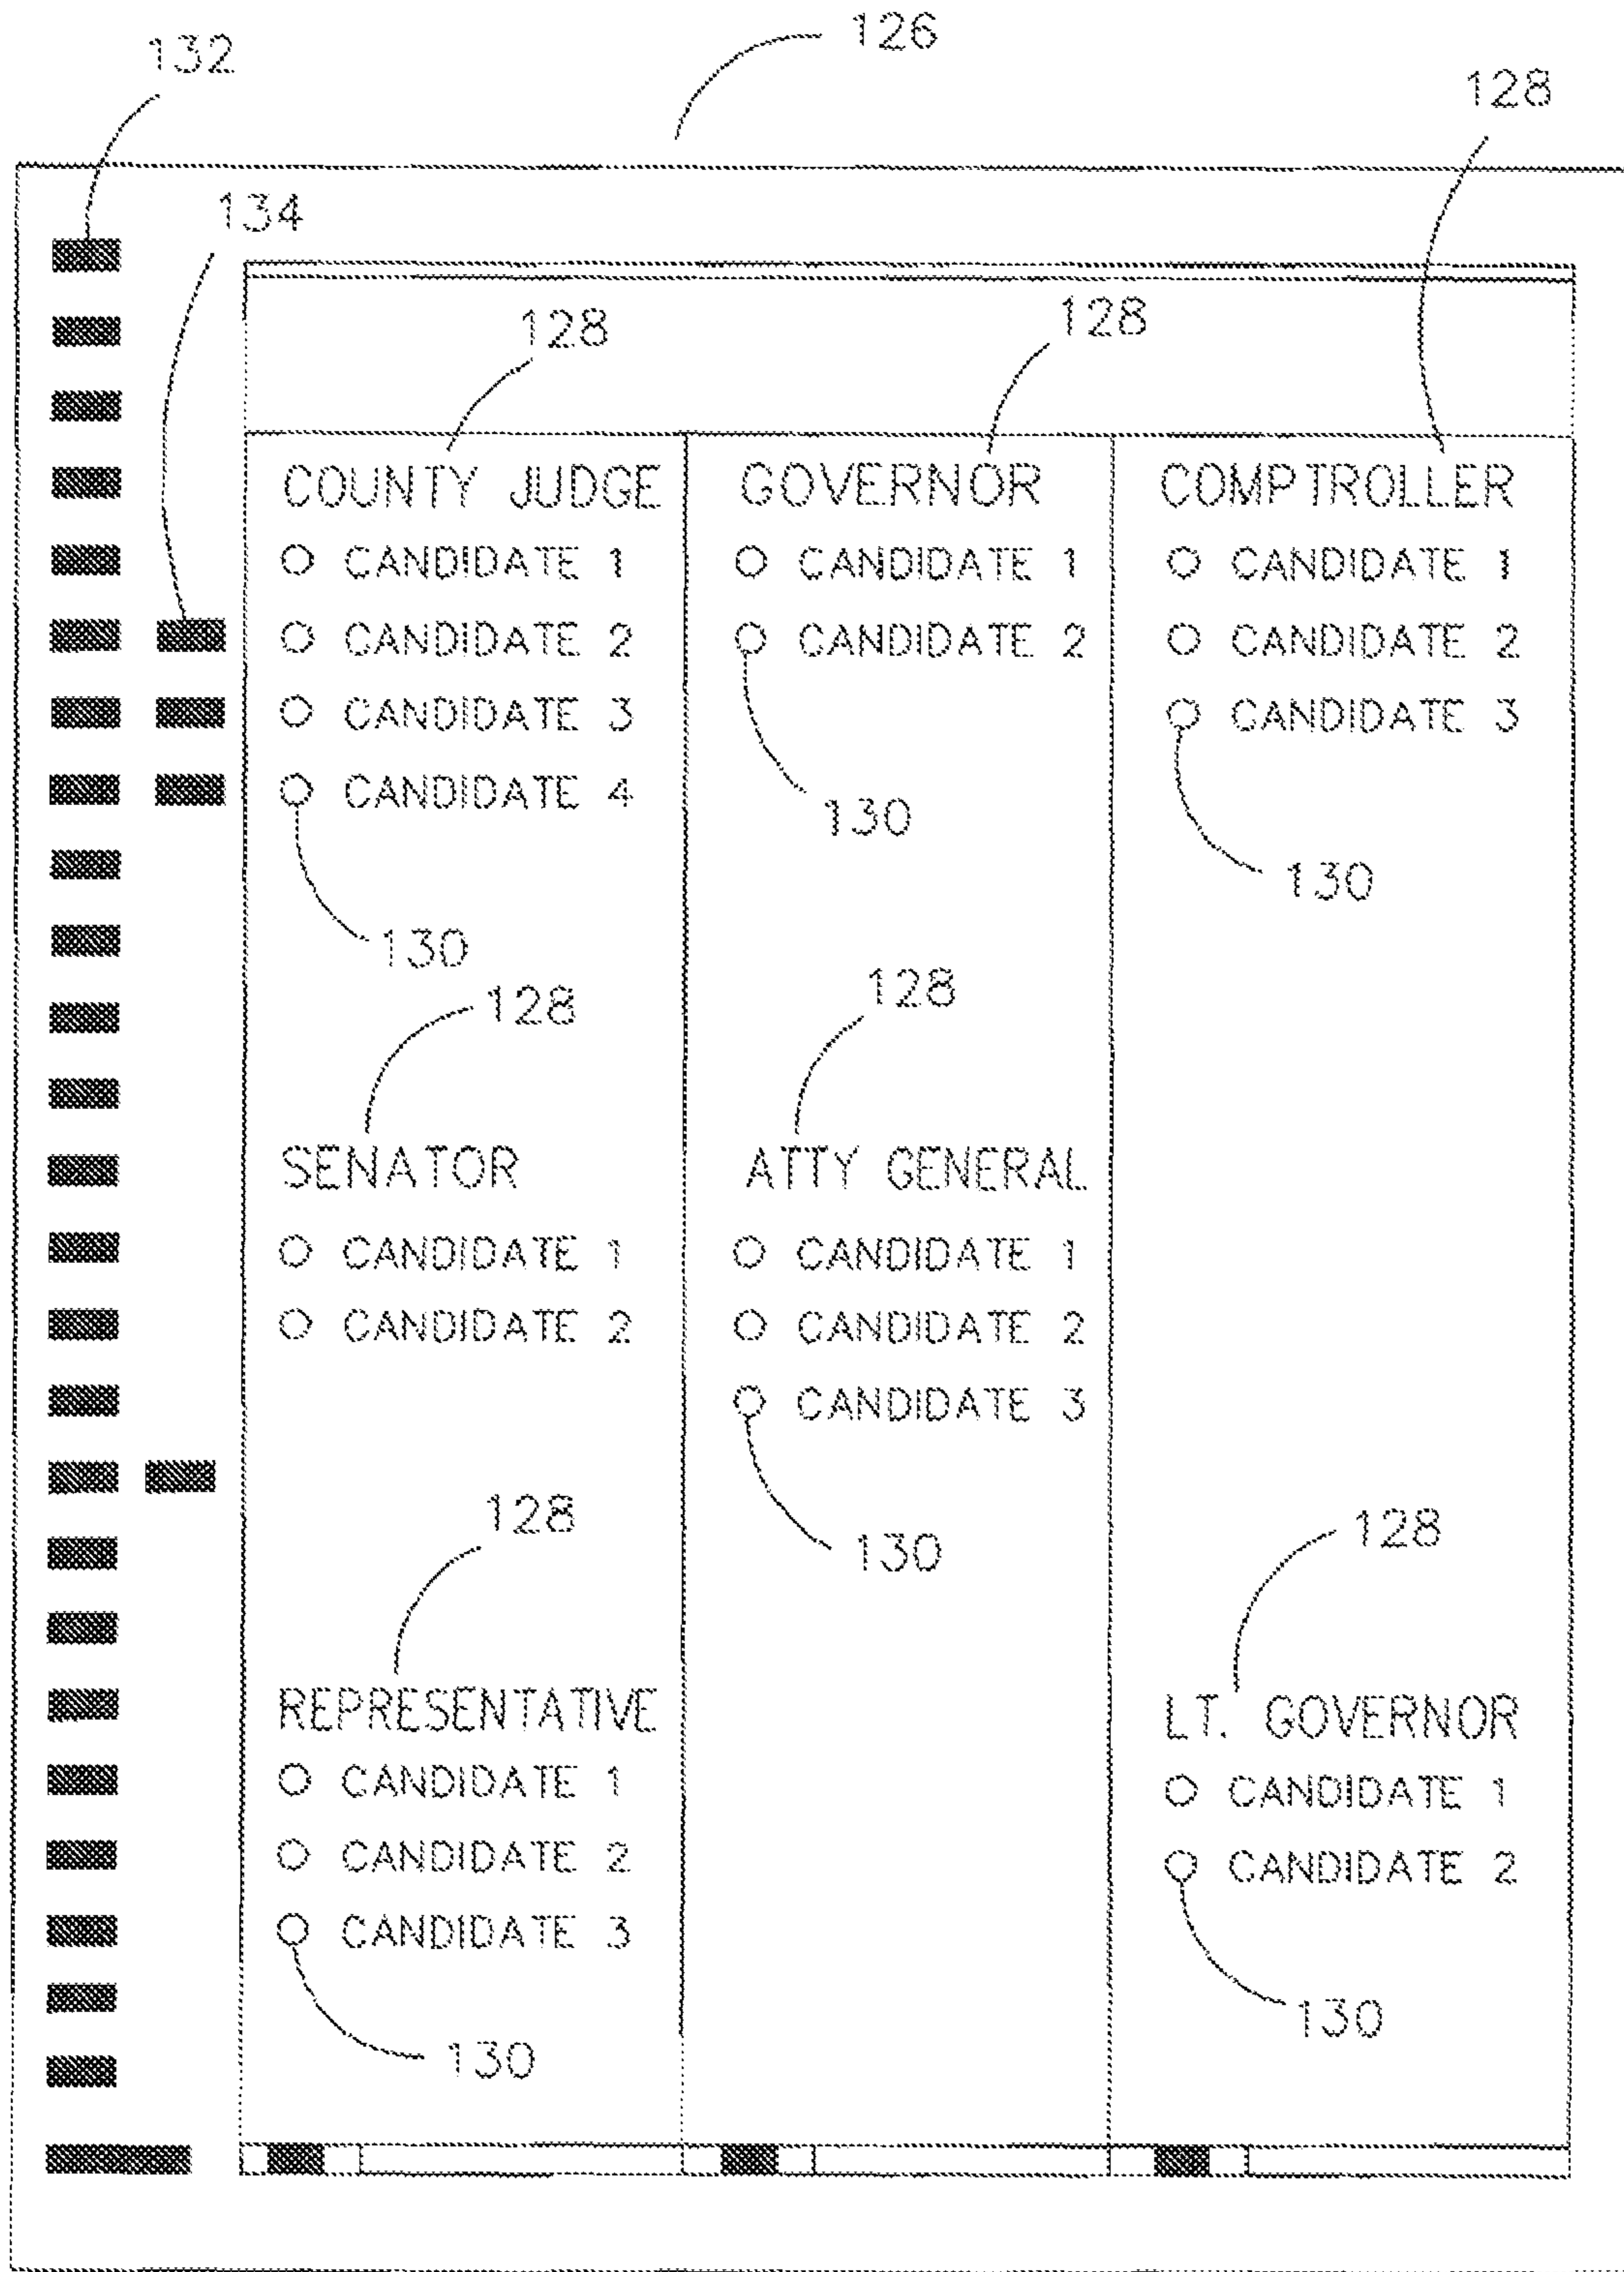 126
132
128
134
128
128
COUNTY JUDGE GOVERNOR COMPTROLLER
CANDIDATE 1 CANDIDATE 1 CANDIDATE 1
CANDIDATE 2 CANDIDATE 2 CANDIDATE 2
CANDIDATE 3 CANDIDATE 3
CANDIDATE 4
130
130
130
128
128
SENATOR ATTY GENERAL
CANDIDATE 1 CANDIDATE 1
CANDIDATE 2 CANDIDATE 2
CANDIDATE 3
128
128
130
REPRESENTATIVE LT. GOVERNOR
CANDIDATE 1 CANDIDATE 1
CANDIDATE 2 CANDIDATE 2
CANDIDATE 3
130
130